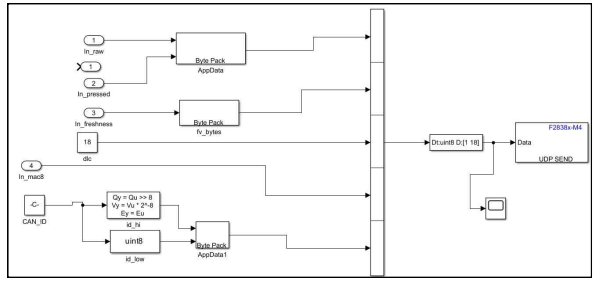 1
In_raw
1
2
In_pressed
Byte Pack
AppData
3
In_freshness
Byte Pack
fv_bytes
18
dlc
4
In_mac8
-C-
CAN_ID
Qy = Qu >> 8
Vy = Vu * 2^-8
Ey = Eu
id_hi
uint8
id_low
Byte Pack
AppData1
Dt:uint8 D:[1 18]
F2838x-M4
Data
UDP SEND